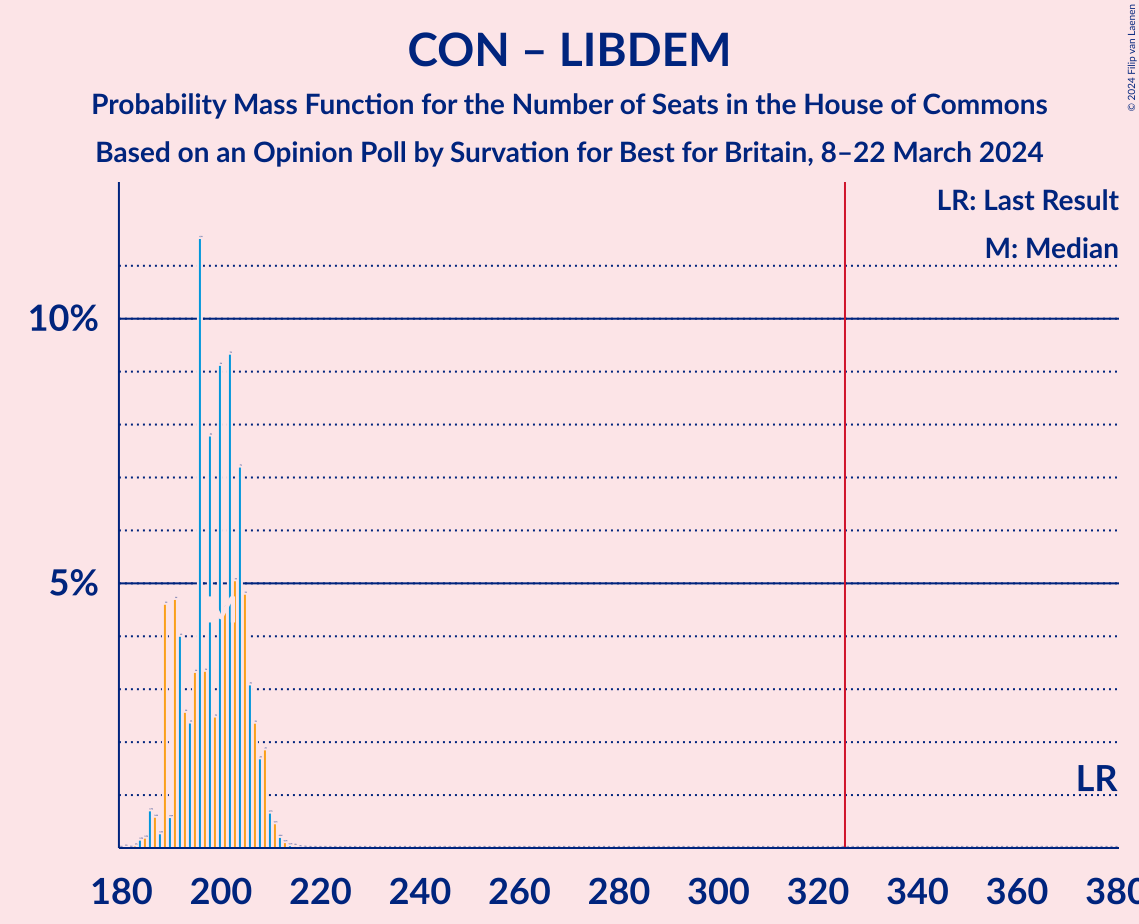 CON – LIBDEM
Probability Mass Function for the Number of Seats in the House of Commons
Based on an Opinion Poll by Survation for Best for Britain, 8–22 March 2024
© 2024 Filip van Laenen
LR: Last Result
M: Median
10%
5%
M
LR
180 200 220 240 260 280 300 320 340 360 380